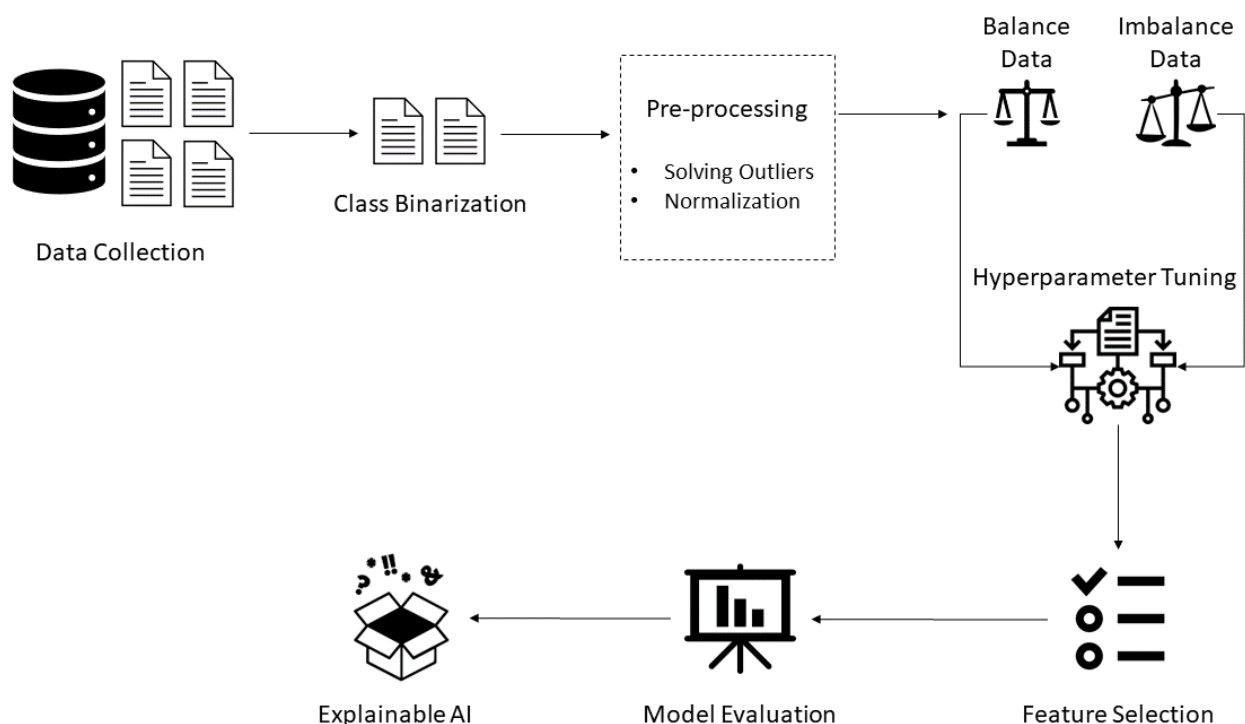 Balance
Data
Imbalance
Data
Pre-processing
• Solving Outliers
• Normalization
Class Binarization
Data Collection
Hyperparameter Tuning
? * !! * &
Explainable AI
Model Evaluation
Feature Selection